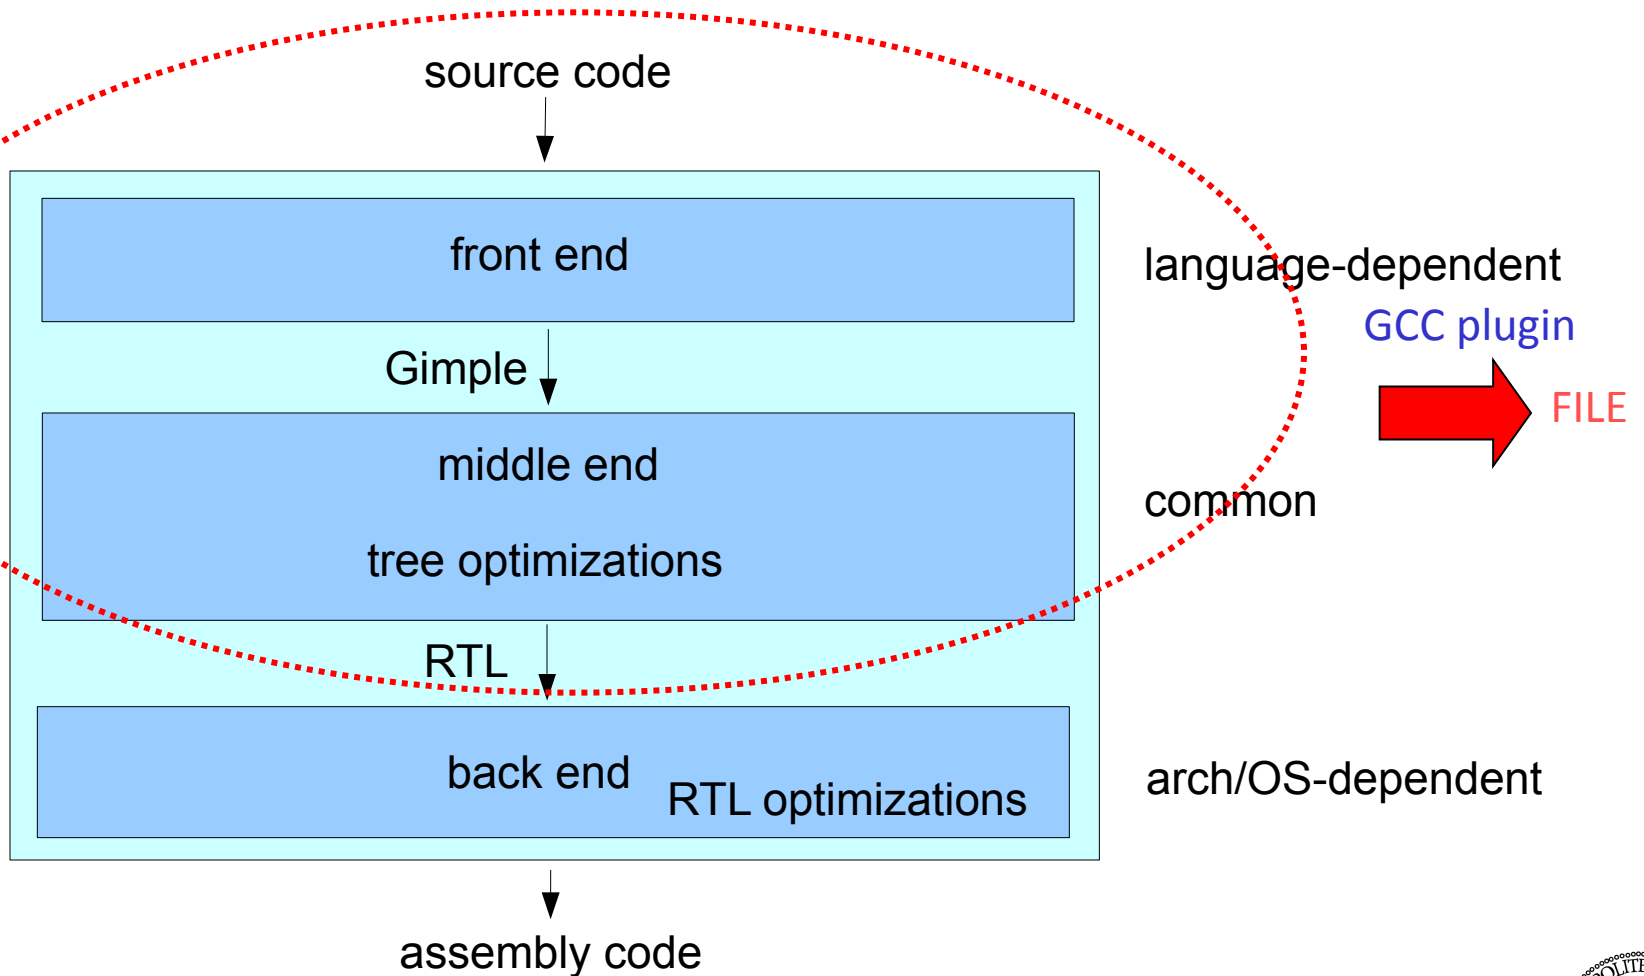 source code
front end
language-dependent
GCC plugin
Gimple
FILE
middle end
common
tree optimizations
RTL
back end
RTL optimizations
arch/OS-dependent
assembly code